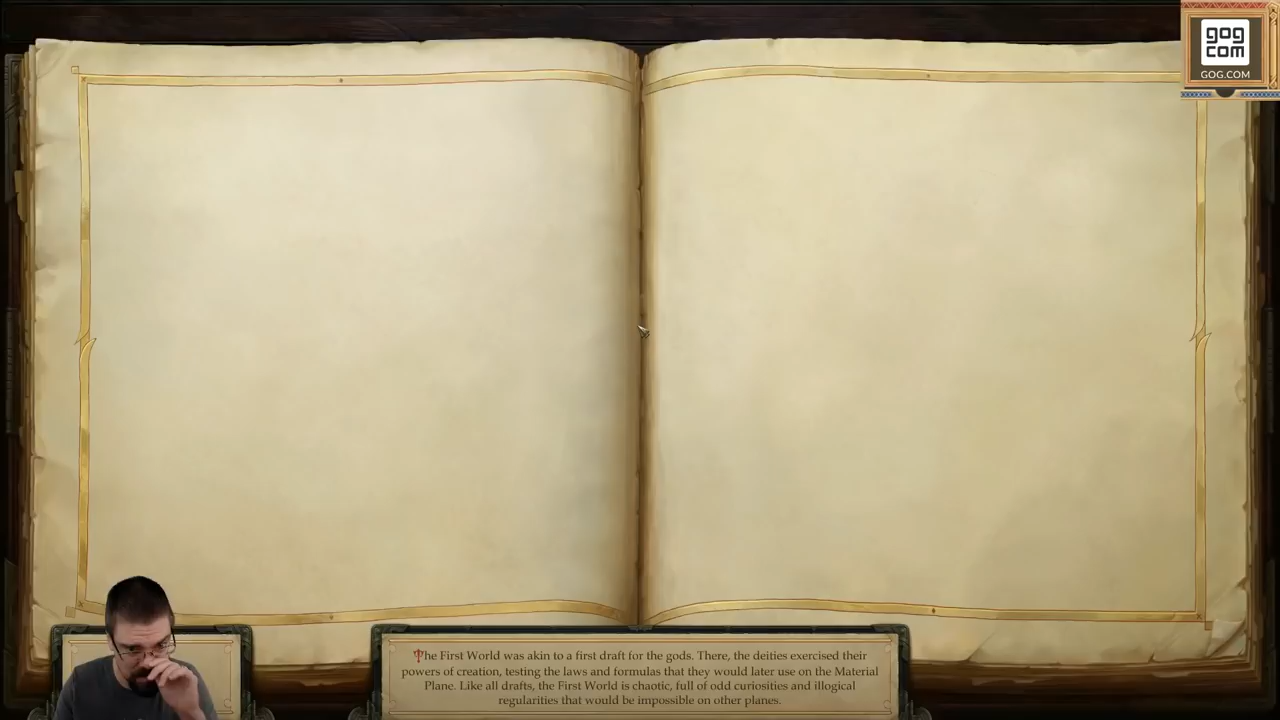 gog
com
GOG.COM
The First World was akin to a first draft for the gods. There, the deities exercised their
powers of creation, testing the laws and formulas that they would later use on the Material
Plane. Like all drafts, the First World is chaotic, full of odd curiosities and illogical
regularities that would be impossible on other planes.